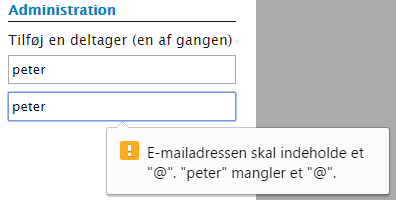 Administration
Tilføj en deltager (en af gangen)
peter
peter
E-mailadressen skal indeholde et
"@". "peter" mangler et "@".